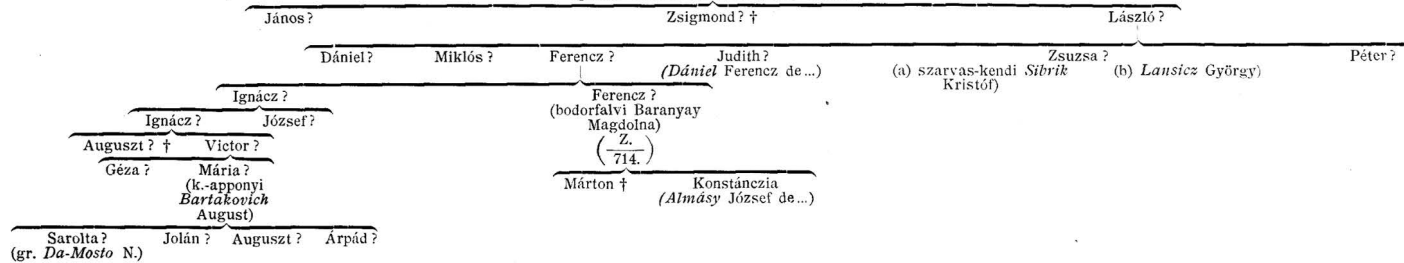 János? Zsigmond? † László?
Dániel? Miklós? Ferencz? Judith? Zsuzsa? Péter?
(Dániel Ferencz de...) (a) szarvas-kendi Sibrik (b) Lansicz György)
Kristóf)
Ignácz? Ferencz?
(bodorfalvi Baranyay
Magdolna)
Ignácz? József?
(Z.
714.)
Auguszt? † Victor?
Géza? Mária?
(k.-apponyi
Bartakovich
August)
Márton † Konstánczia
(Almásy József de...)
Sarolta? Jolán? Auguszt? Árpád?
(gr. Da-Mosto N.)